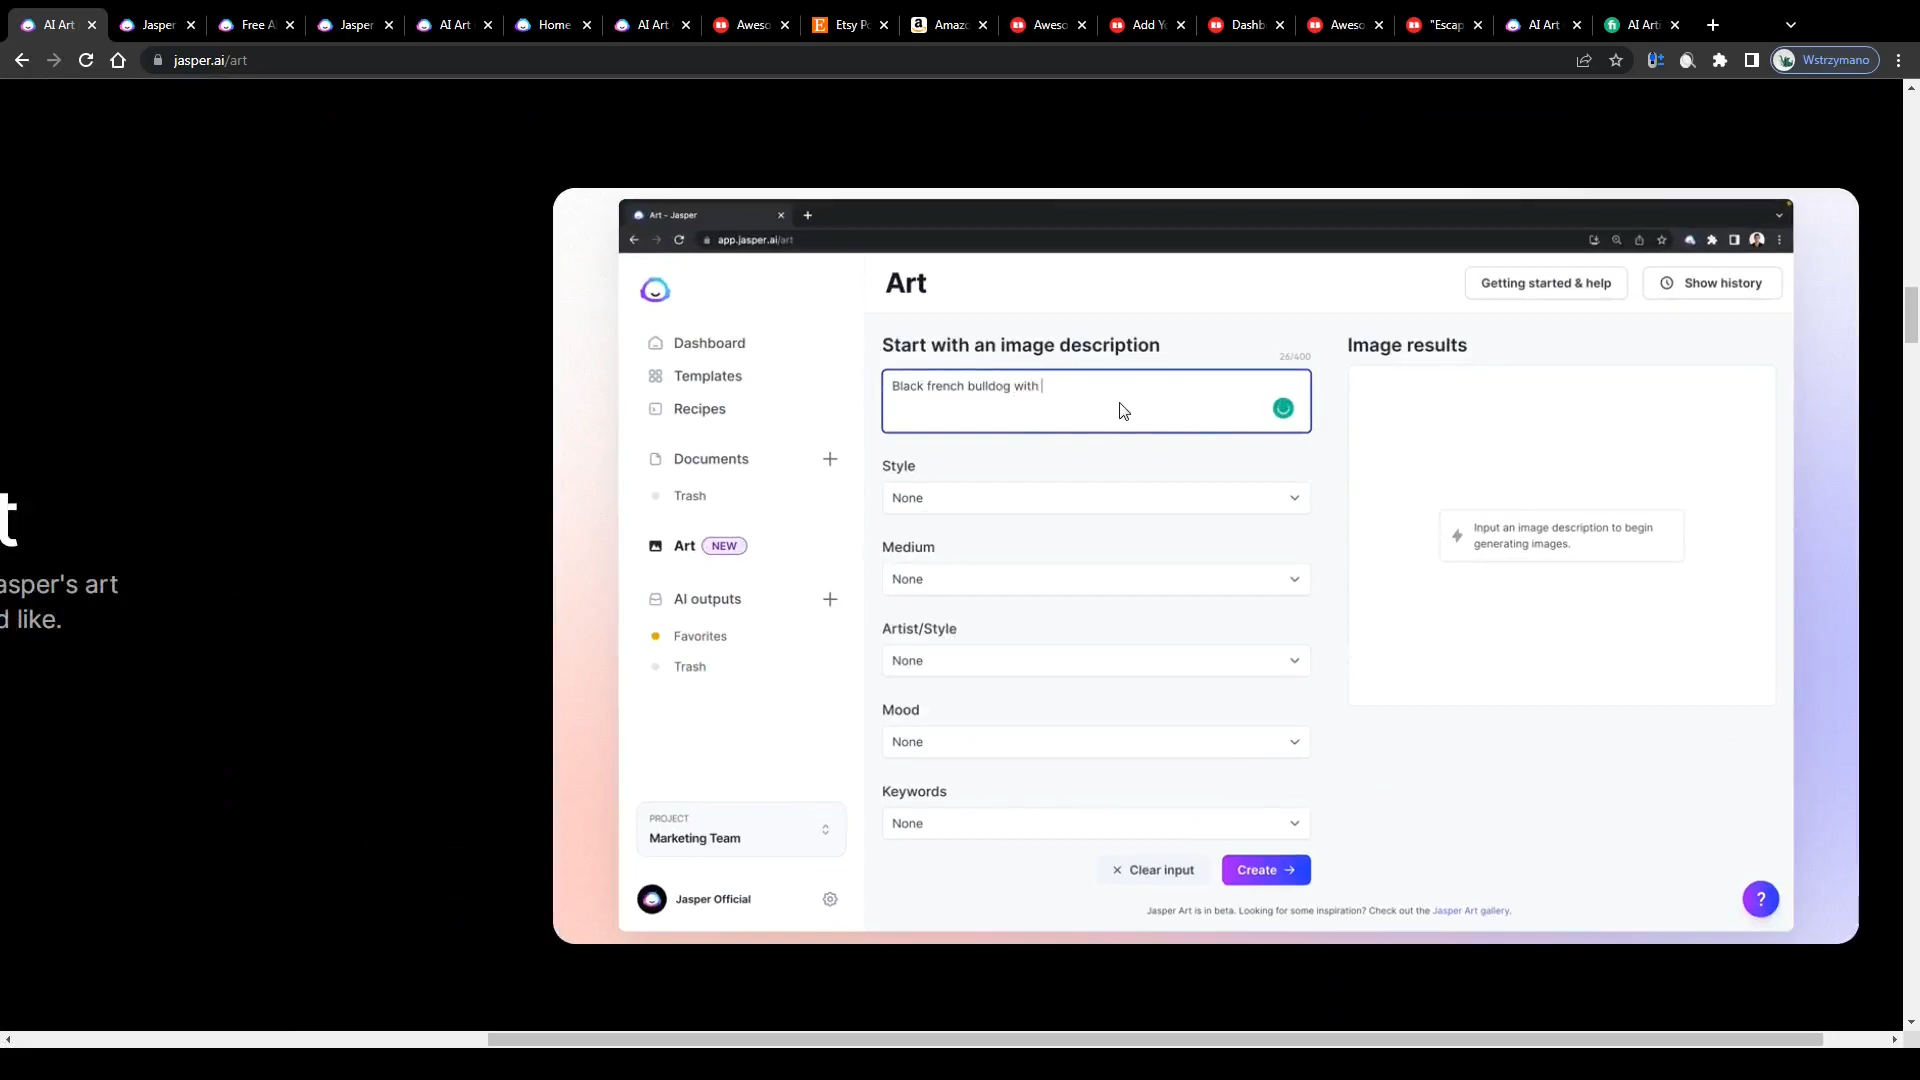 AI Art
Jasper
Free A
Jasper
AI Art
Home
AI Art
Aweso
Etsy Po
Amazo
Aweso
Add Yo
Dashb
Aweso
"Escap
AI Art
AI Art
jasper.ai/art
Wstrzymano
t
asper's art
d like.
Art - Jasper
app.jasper.ai/art
Art
Getting started & help
Show history
Dashboard
Templates
Recipes
Documents
Trash
Art NEW
AI outputs
Favorites
Trash
PROJECT
Marketing Team
Jasper Official
Start with an image description
26/400
Black french bulldog with
Style
None
Medium
None
Artist/Style
None
Mood
None
Keywords
None
Clear input
Create
Jasper Art is in beta. Looking for some inspiration? Check out the Jasper Art gallery.
Image results
Input an image description to begin
generating images.
?